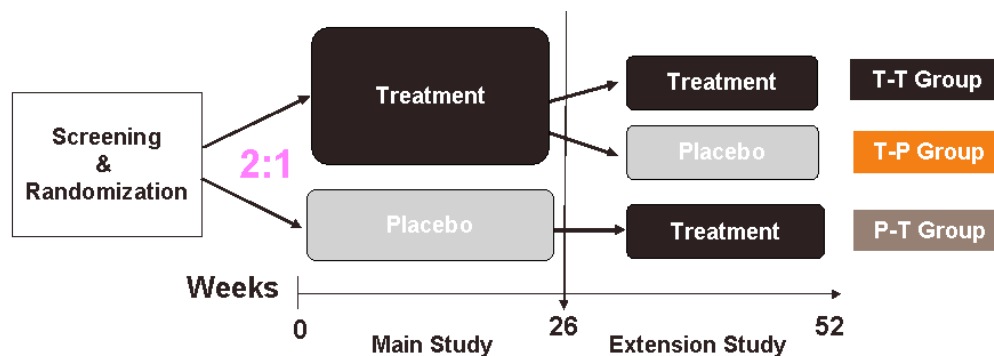 Screening
&
Randomization
2:1
Treatment
Placebo
Treatment
Placebo
Treatment
T-T Group
T-P Group
P-T Group
Weeks
0
26
52
Main Study
Extension Study